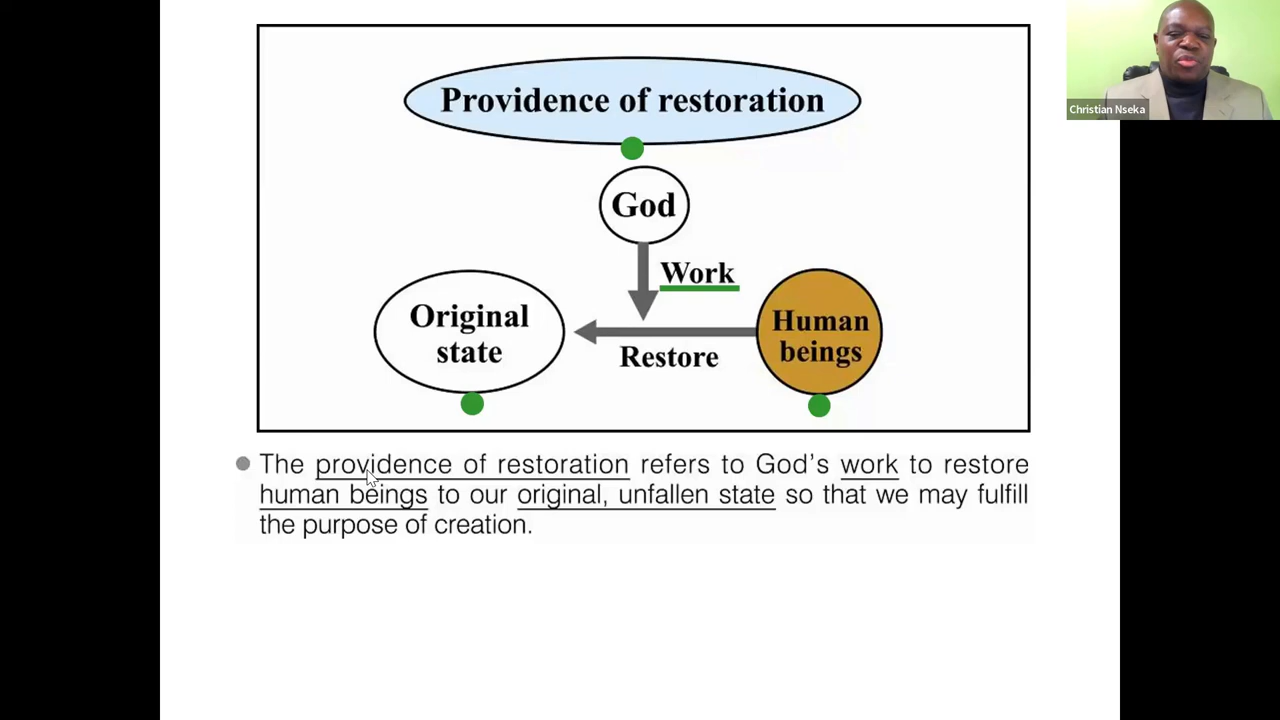 Providence of restoration
Christian Nseka
God
Work
Original
state
Human
beings
Restore
The providence of restoration refers to God's work to restore
human beings to our original, unfallen state so that we may fulfill
the purpose of creation.